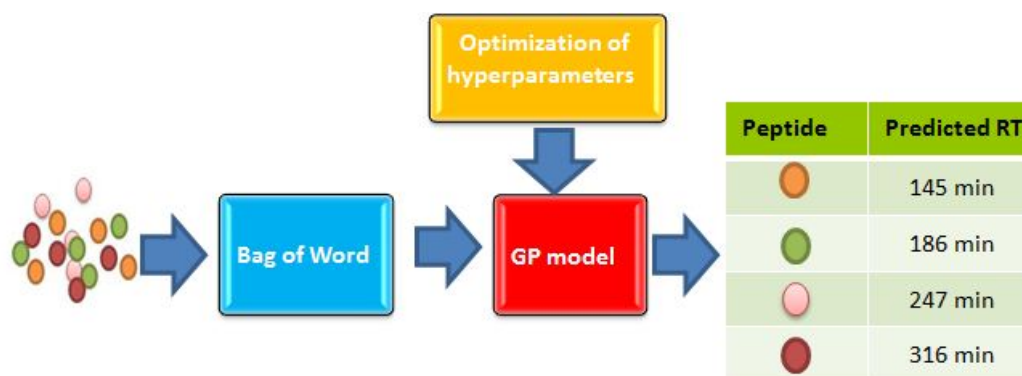 Optimization of
hyperparameters
Bag of Word
GP model
Peptide Predicted RT
145 min
186 min
247 min
316 min